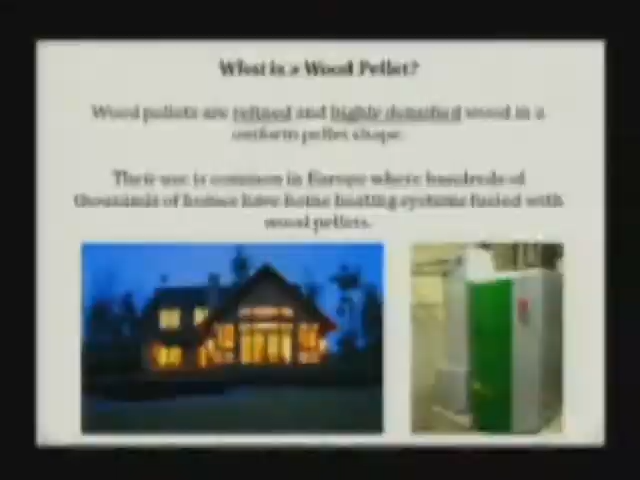 What is a Wood Pellet?
Wood pellets are refined and highly densified wood in a
uniform pellet shape.
Their use is common in Europe where hundreds of
thousands of homes have home heating systems fueled with
wood pellets.